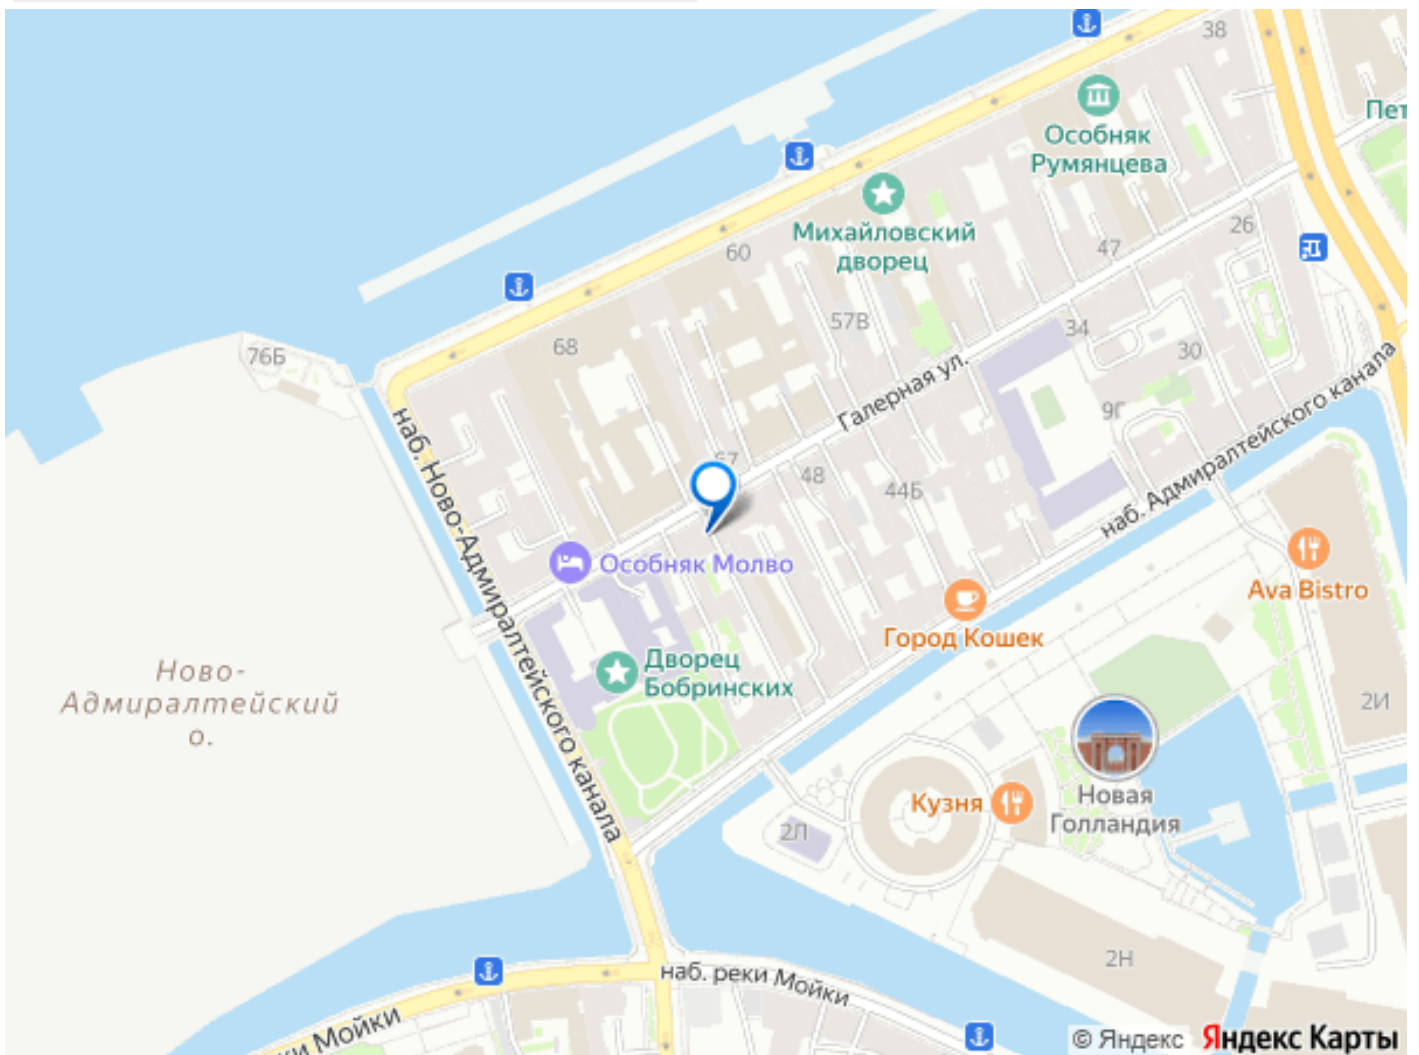 38
Пет
Особняк
Румянцева
Михайловский
дворец
26
47
60
57В
34
30
68
76Б
Галерная ул.
9Г
наб. Адмиралтейского канала
наб. Ново-Адмиралтейского канала
67
48
44Б
Особняк Молво
Ava Bistro
Город Кошек
Дворец
Бобринских
Ново-
Адмиралтейский
о.
2И
Новая
Голландия
Кузня
2Л
2Н
наб. реки Мойки
ки Мойки
© Яндекс Яндекс Карты